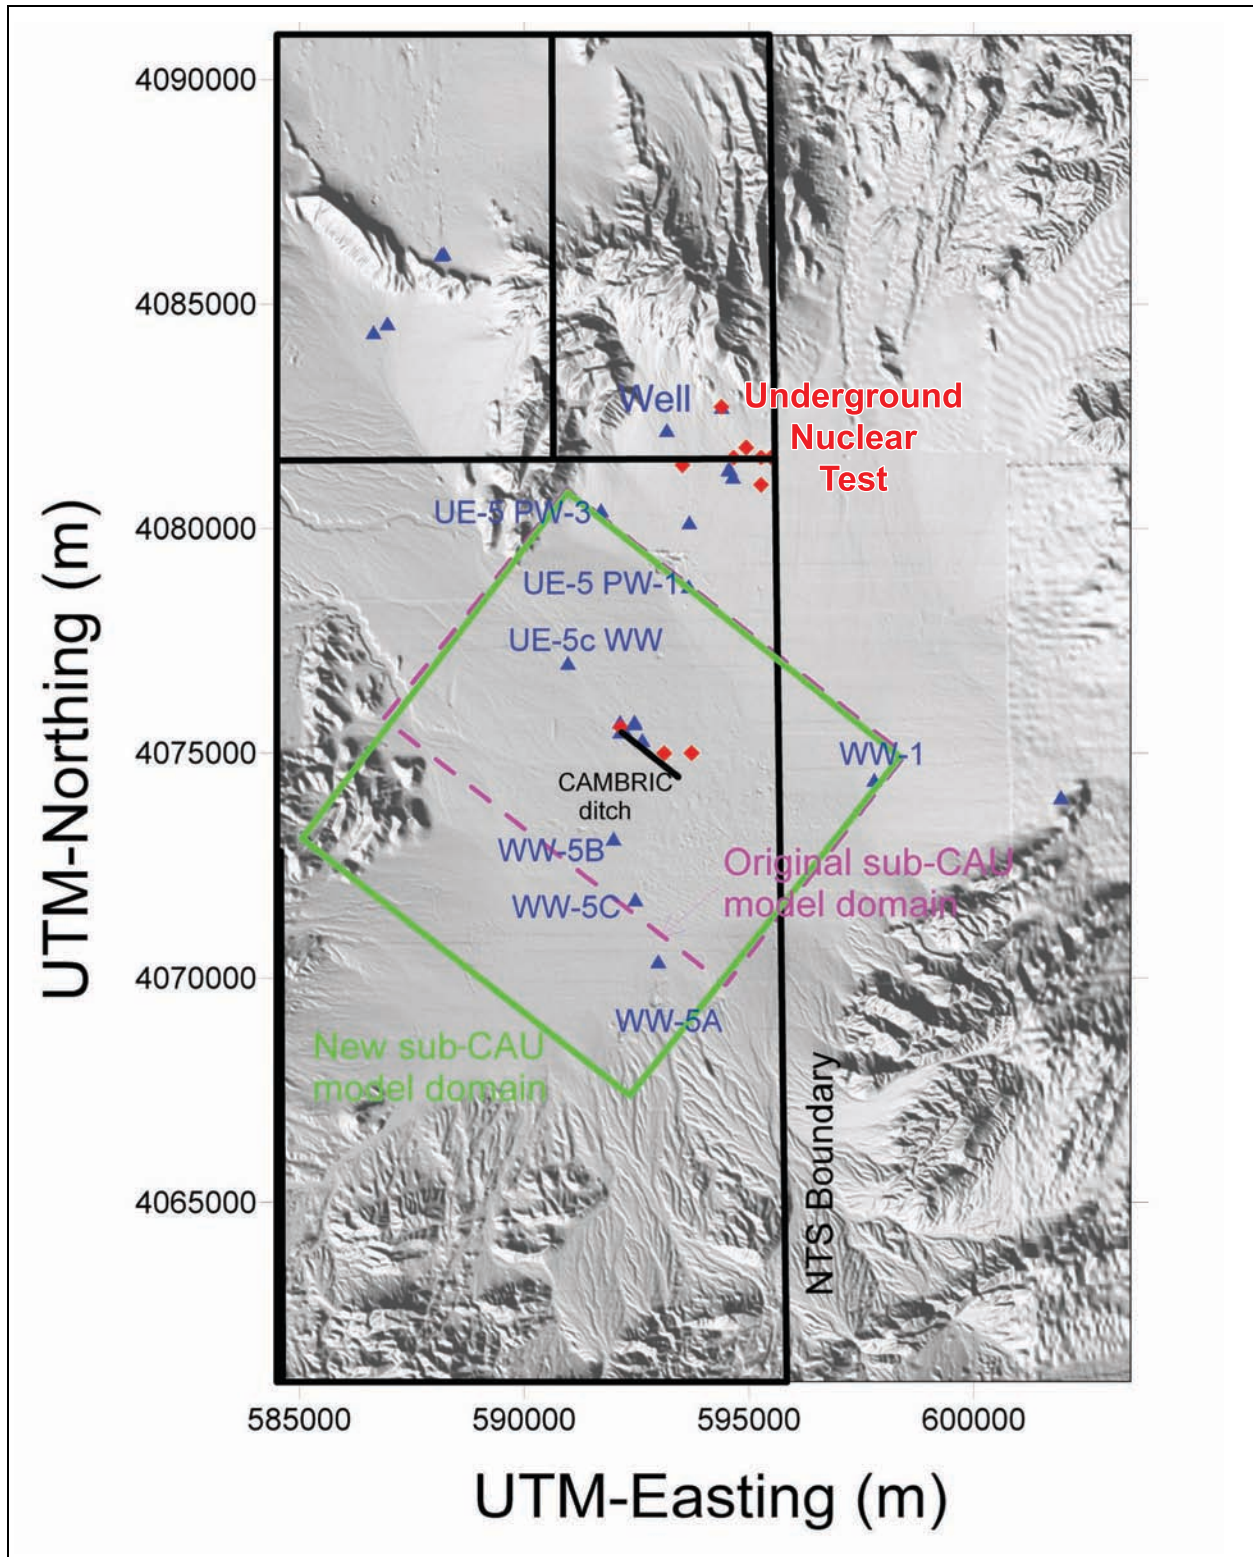 4090000
4085000
Well
Underground
Nuclear
Test
UE-5 PW-3
4080000
UE-5 PW-1
UE-5c WW
4075000
WW-1
CAMBRIC
ditch
WW-5B
Original sub-CAU
model domain
WW-5C
4070000
WW-5A
New sub-CAU
model domain
4065000
NTS Boundary
UTM-Northing (m)
585000
590000
595000
600000
UTM-Easting (m)